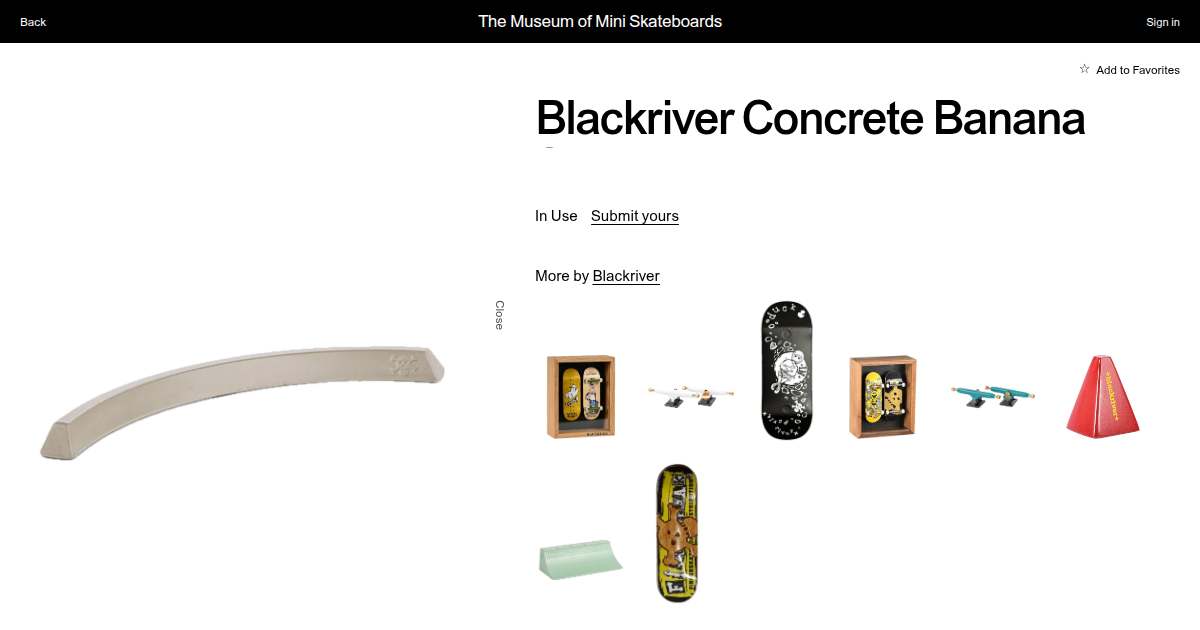 Back
The Museum of Mini Skateboards
Sign in
☆ Add to Favorites
Blackriver Concrete Banana
In Use Submit yours
More by Blackriver
Close
•blackriver•